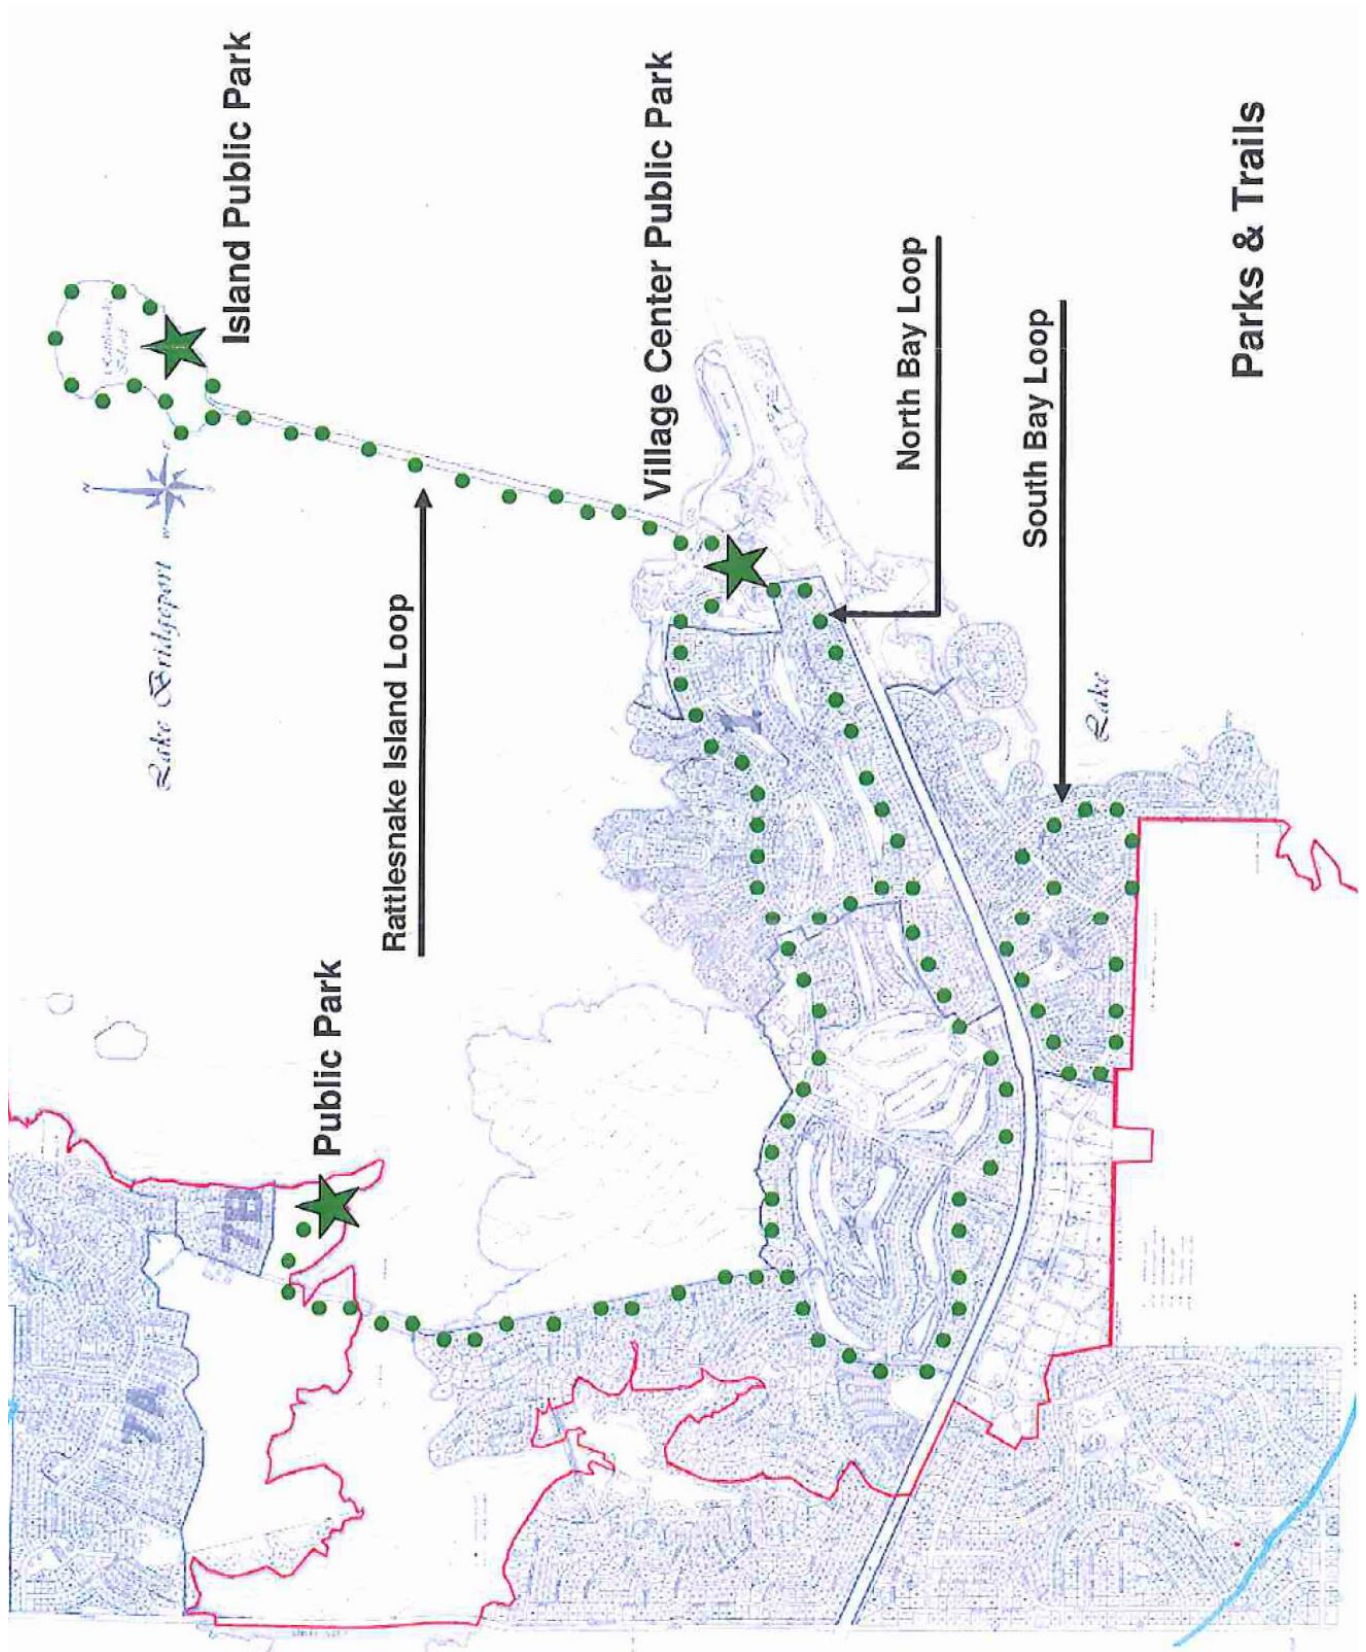 Island Public Park
Lake Bridgeport
Village Center Public Park
Rattlesnake Island Loop
Public Park
North Bay Loop
South Bay Loop
Lake
Parks & Trails
7B
7A